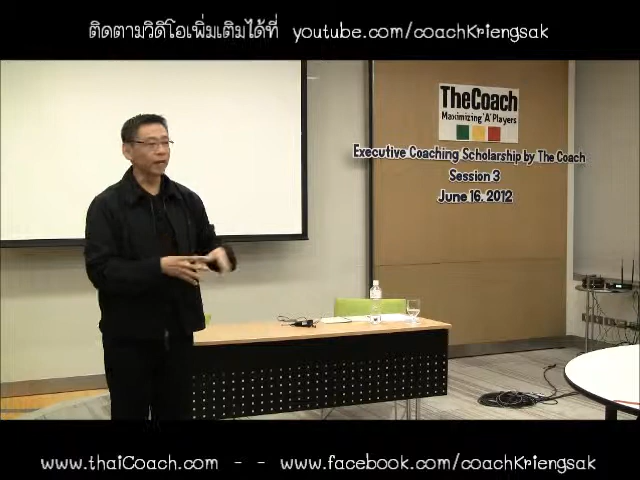 ติดตามวิดีโอเพิ่มเติมได้ที่ youtube.com/coachKriengsak
TheCoach
Maximizing 'A' Players
Executive Coaching Scholarship by The Coach
Session 3
June 16, 2012
www.thaiCoach.com - - www.facebook.com/coachKriengsak